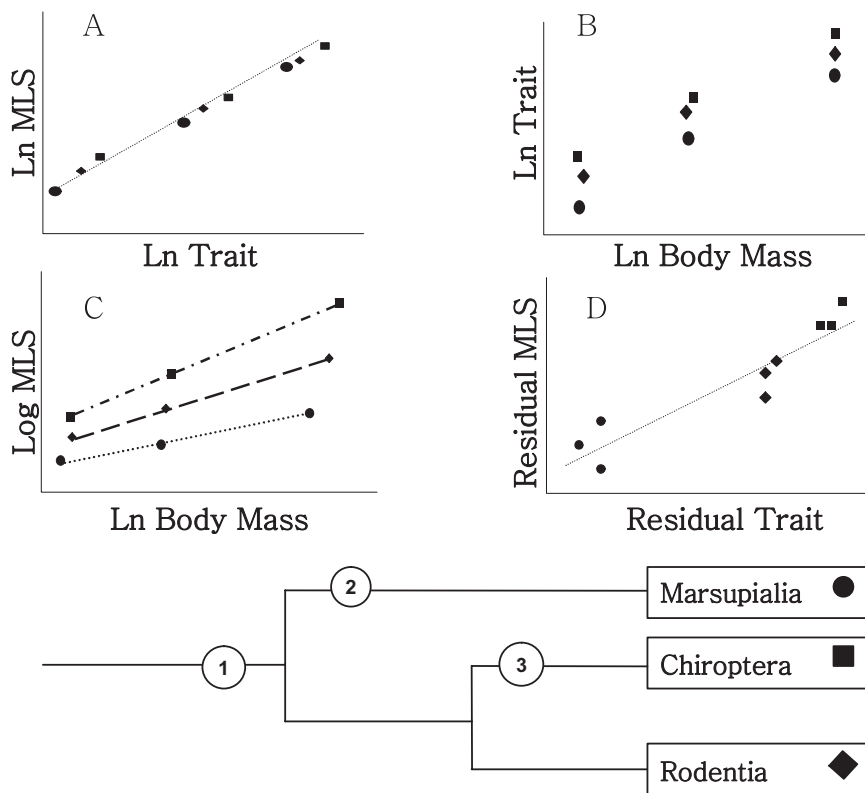 A
Ln MLS
Ln Trait
B
Ln Trait
Ln Body Mass
C
Log MLS
Ln Body Mass
D
Residual MLS
Residual Trait
2
Marsupialia
1
3
Chiroptera
Rodentia